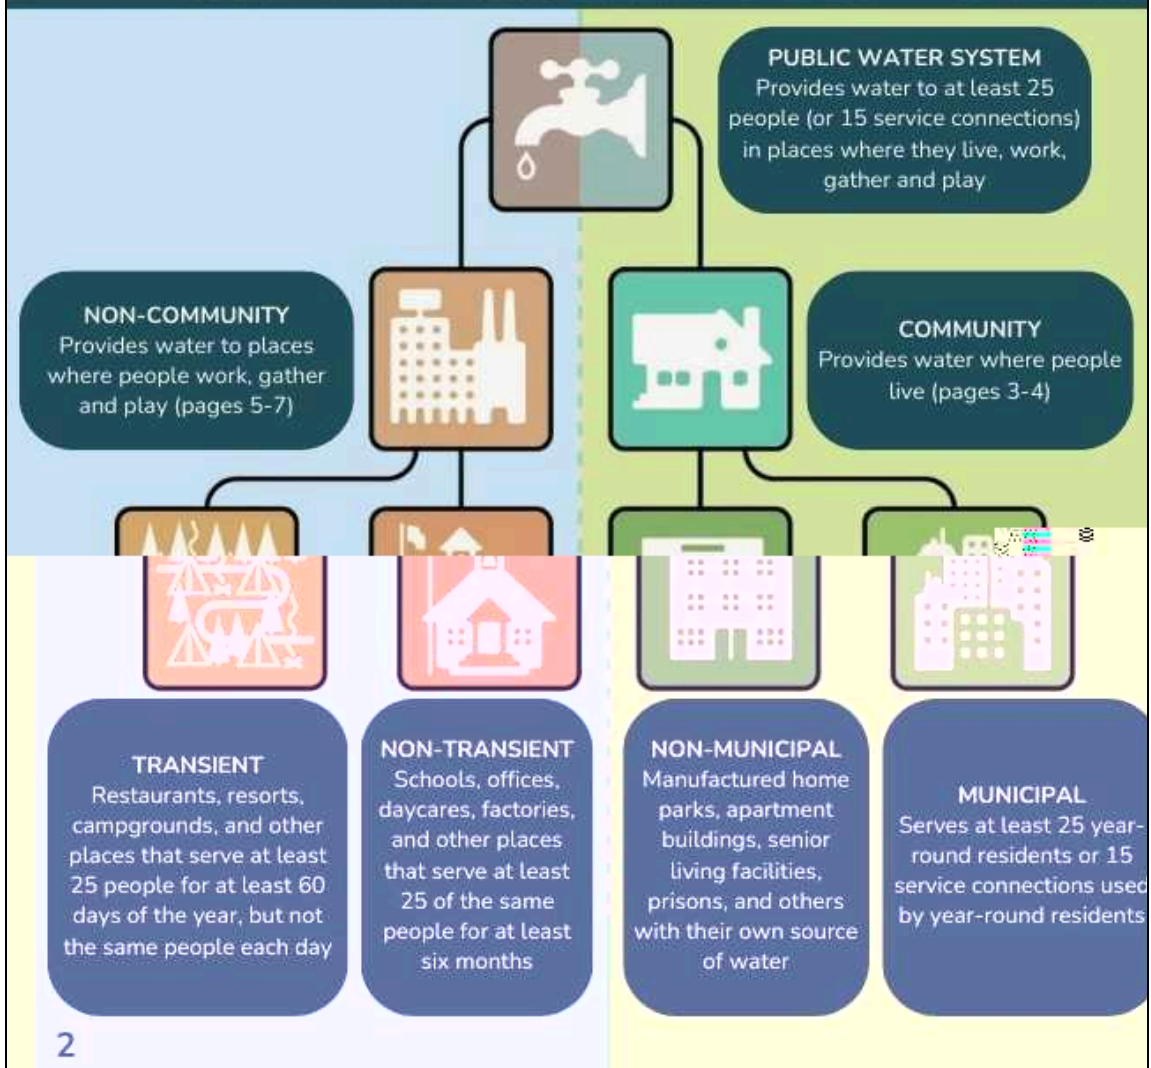 PUBLIC WATER SYSTEM
Provides water to at least 25
people (or 15 service connections)
in places where they live, work,
gather and play
NON-COMMUNITY
Provides water to places
where people work, gather
and play (pages 5-7)
COMMUNITY
Provides water where people
live (pages 3-4)
TRANSIENT
Restaurants, resorts,
campgrounds, and other
places that serve at least
25 people for at least 60
days of the year, but not
the same people each day
NON-TRANSIENT
Schools, offices,
daycares, factories,
and other places
that serve at least
25 of the same
people for at least
six months
NON-MUNICIPAL
Manufactured home
parks, apartment
buildings, senior
living facilities,
prisons, and others
with their own source
of water
MUNICIPAL
Serves at least 25 year-
round residents or 15
service connections used
by year-round residents
2